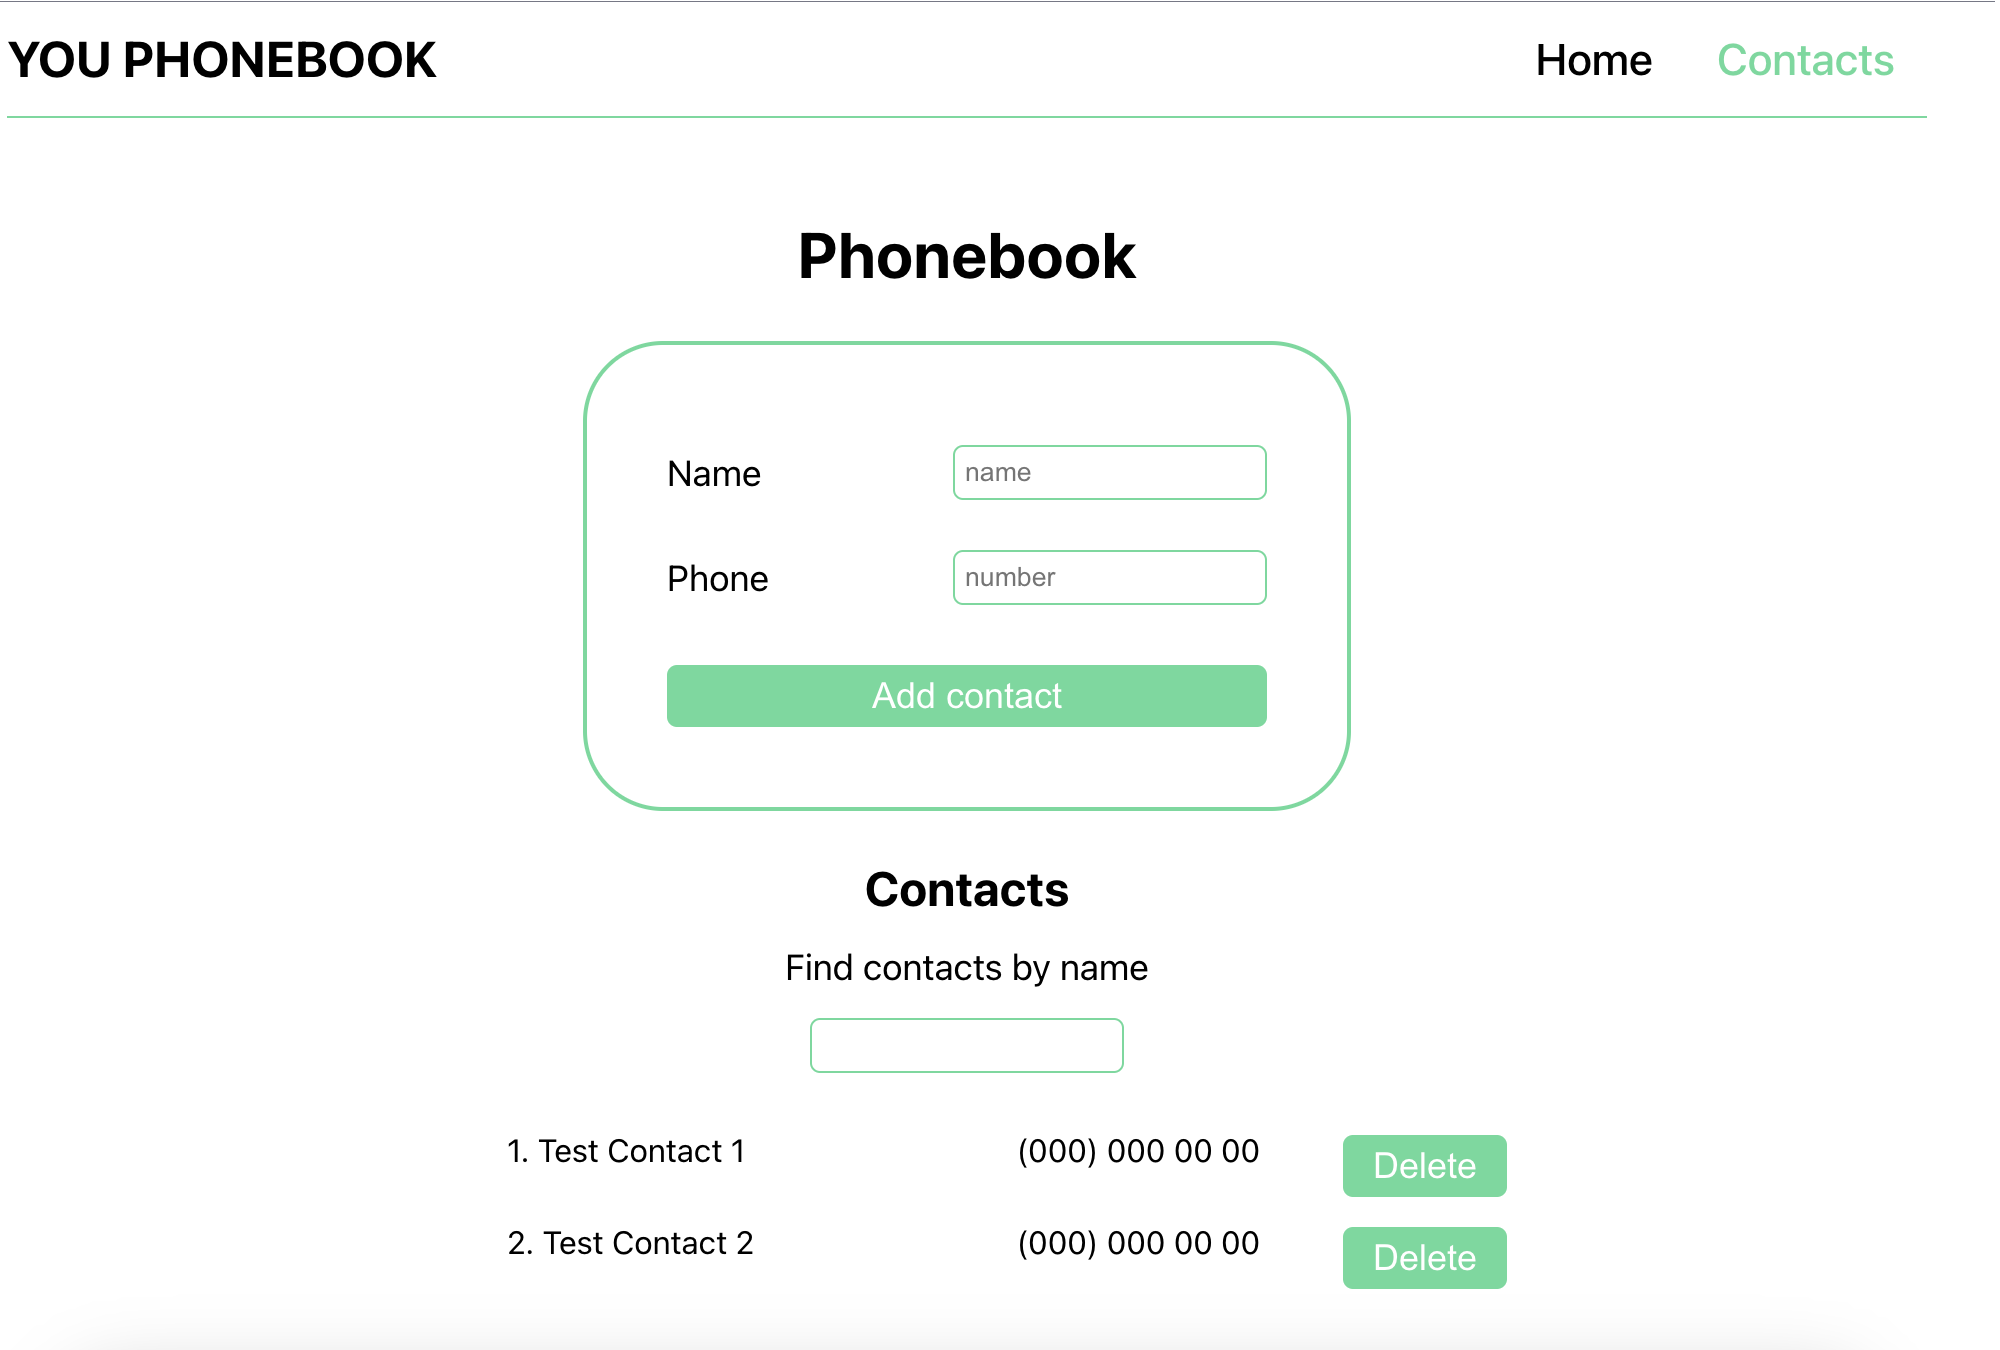 YOU PHONEBOOK Home Contacts
Phonebook
Name name
Phone number
Add contact
Contacts
Find contacts by name
1. Test Contact 1 (000) 000 00 00 Delete
2. Test Contact 2 (000) 000 00 00 Delete